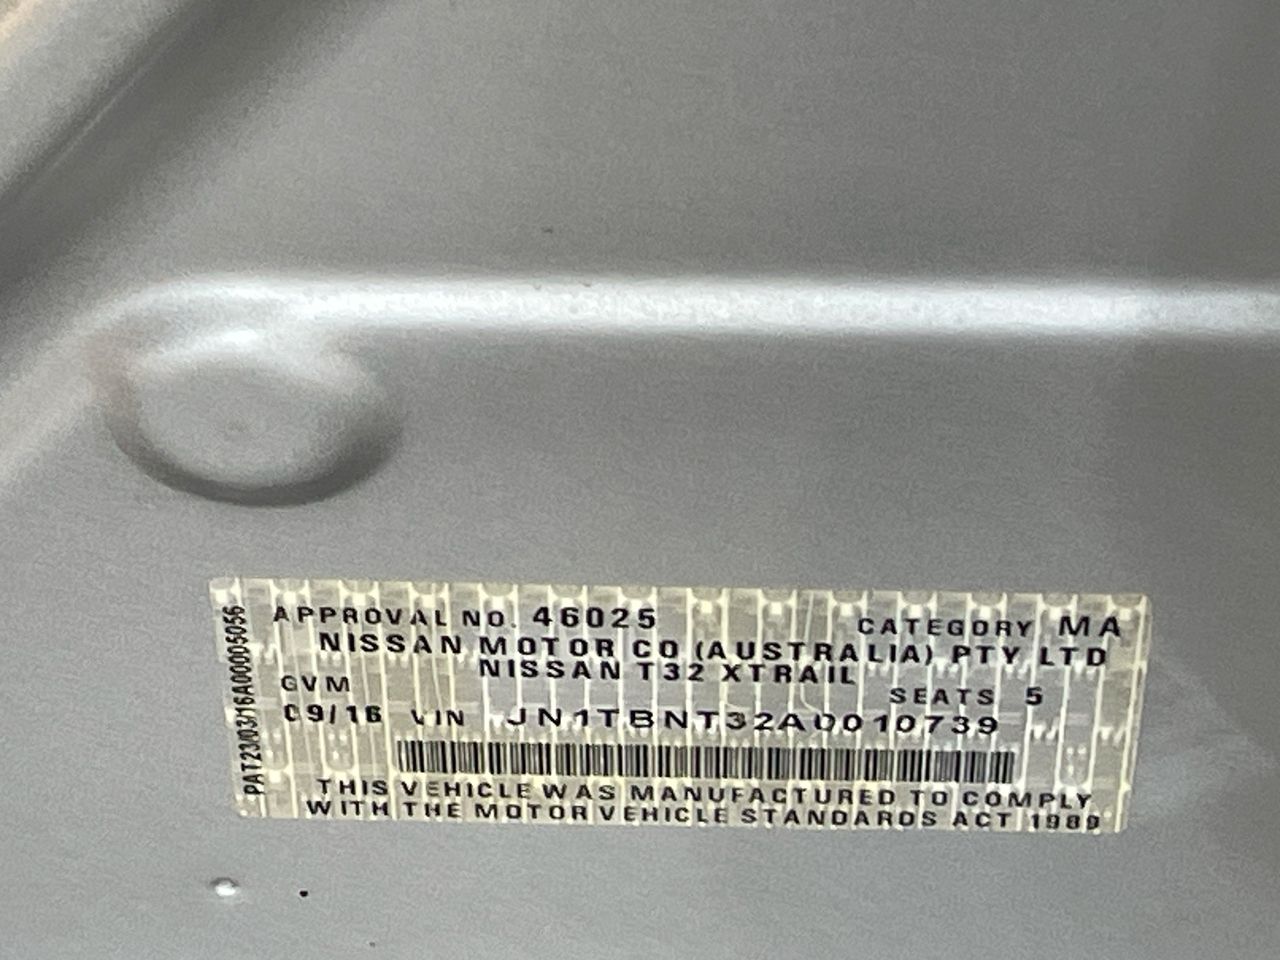 PAT23/03/16A00005056
APPROVAL NO. 46025 CATEGORY MA
NISSAN MOTOR CO (AUSTRALIA) PTY LTD
NISSAN T32 XTRAIL
GVM SEATS 5
09/16 VIN JN1TBNT32A0010739
THIS VEHICLE WAS MANUFACTURED TO COMPLY
WITH THE MOTOR VEHICLE STANDARDS ACT 1989